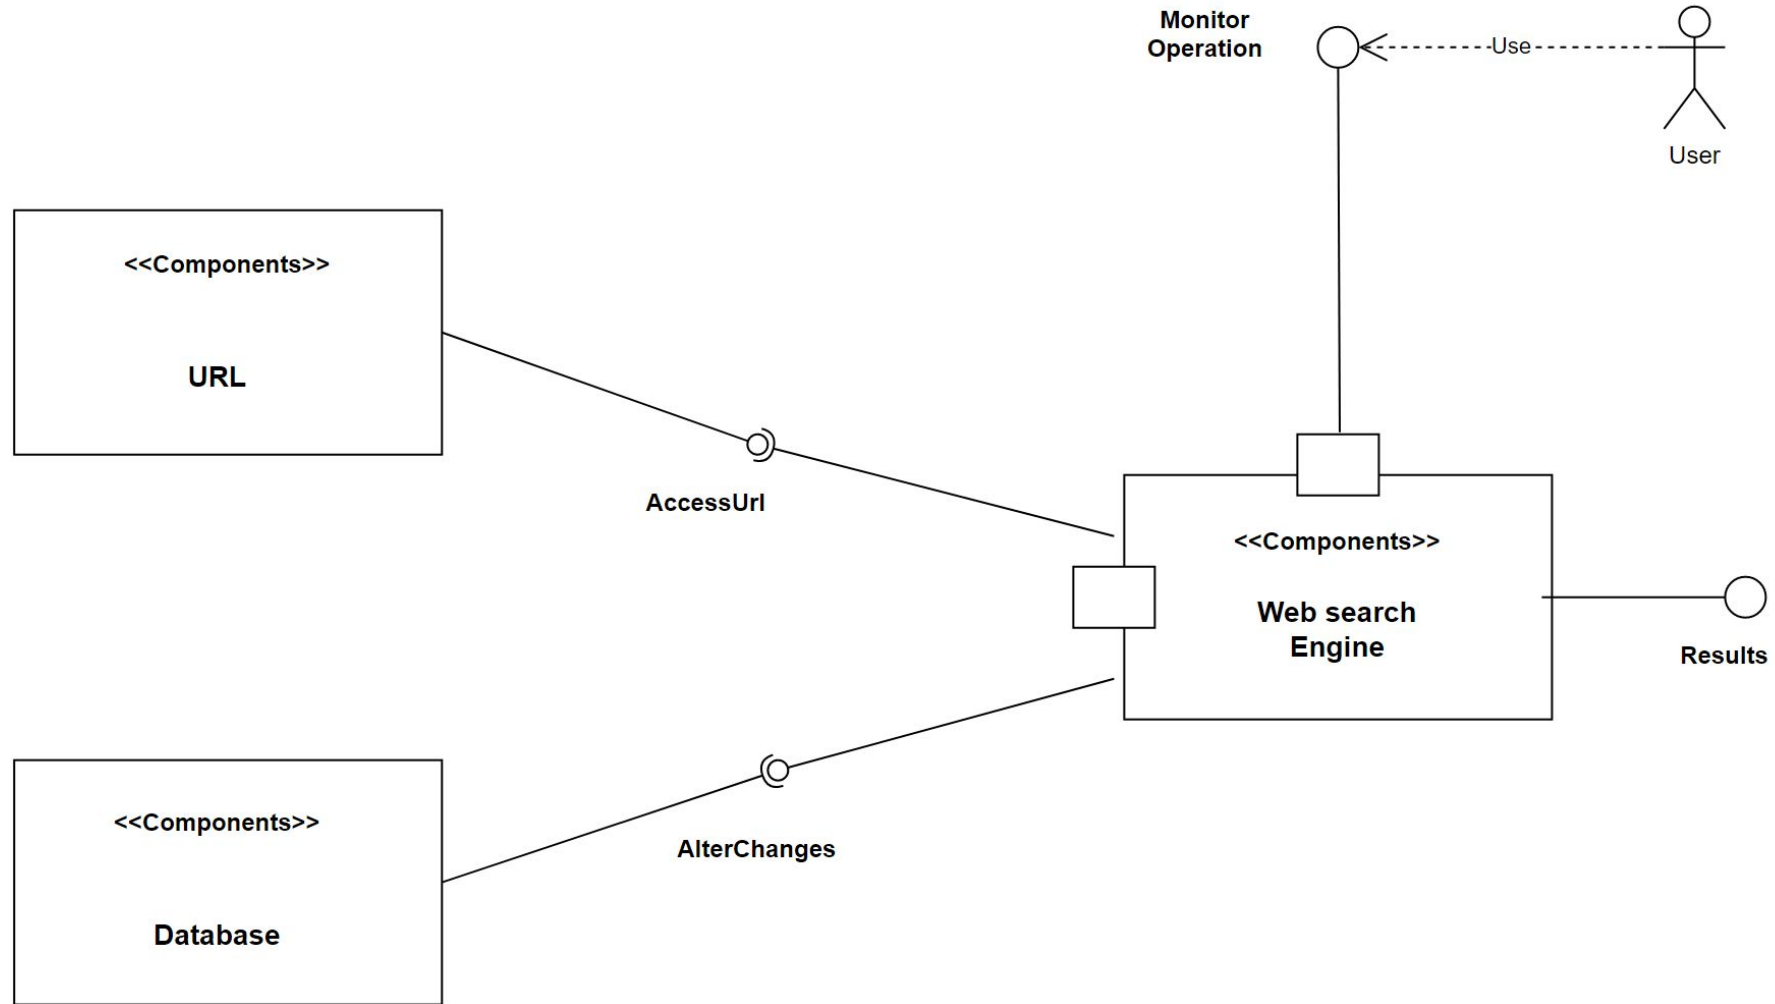 Monitor
Operation
Use
User
<<Components>>
URL
AccessUrl
<<Components>>
Web search
Engine
Results
<<Components>>
AlterChanges
Database